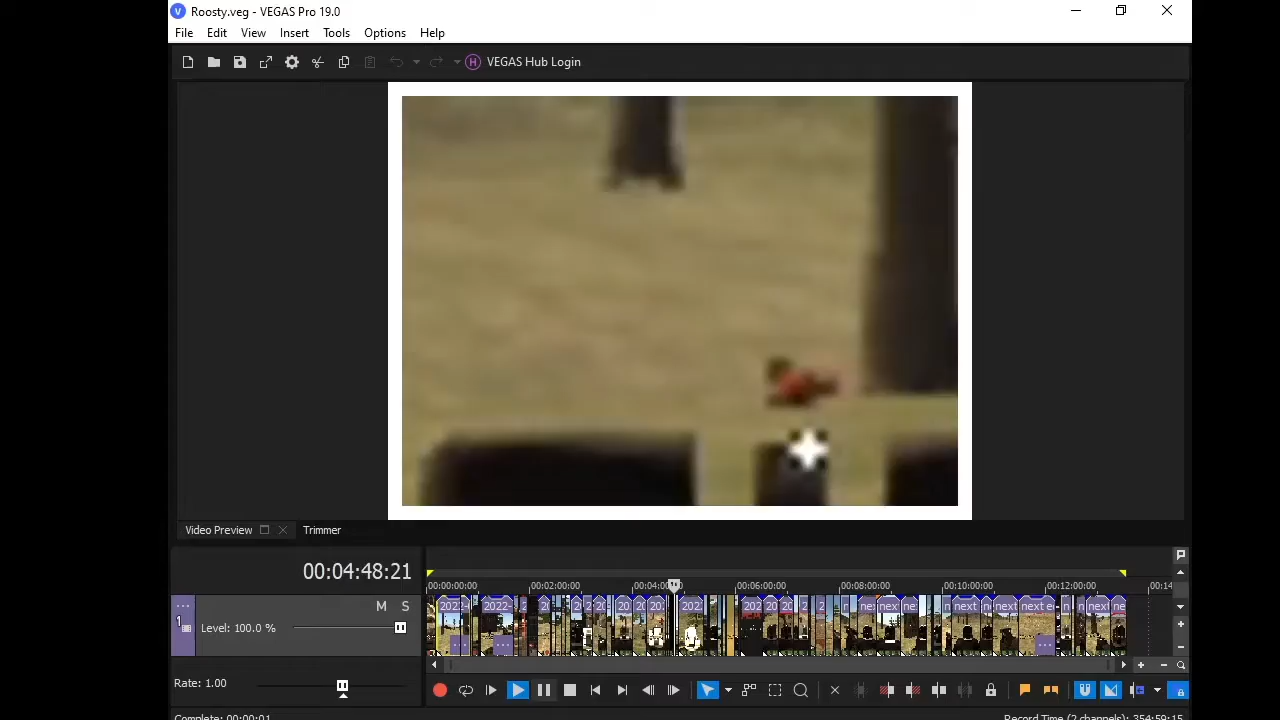 Roosty.veg - VEGAS Pro 19.0
File Edit View Insert Tools Options Help
VEGAS Hub Login
Video Preview Trimmer
00:04:48:21
00:00:00:00 00:02:00:00 00:04:00:00 00:06:00:00 00:08:00:00 00:10:00:00 00:12:00:00 00:14
M S
1 Level: 100.0 %
Rate: 1.00
Complete: 00:00:01 Record Time (2 channels): 354:59:15